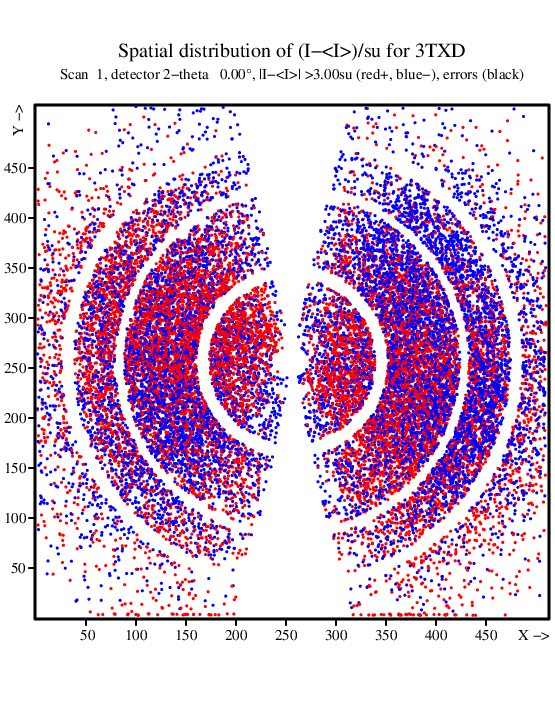 Spatial distribution of (I−<I>)/su for 3TXD
Scan 1, detector 2−theta 0.00°, |I−<I>| >3.00su (red+, blue−), errors (black)
Y −>
450
400
350
300
250
200
150
100
50
50 100 150 200 250 300 350 400 450 X −>